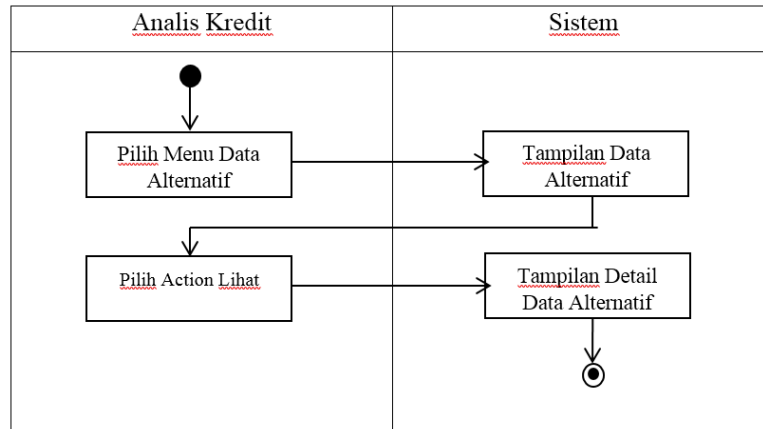 Analis Kredit
Sistem
Pilih Menu Data
Alternatif
Tampilan Data
Alternatif
Pilih Action Lihat
Tampilan Detail
Data Alternatif